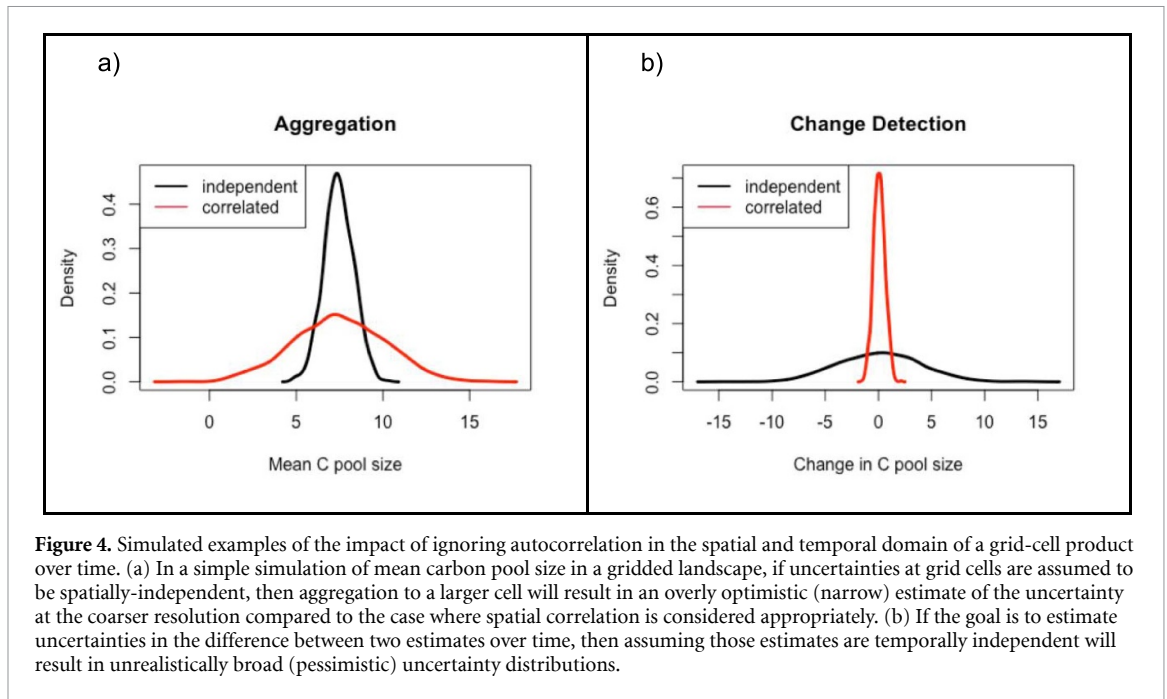 a)
Aggregation
independent
correlated
Density
0.0
0.1
0.2
0.3
0.4
0
5
10
15
Mean C pool size
b)
Change Detection
independent
correlated
Density
0.0
0.2
0.4
0.6
-15
-10
-5
0
5
10
15
Change in C pool size
Figure 4. Simulated examples of the impact of ignoring autocorrelation in the spatial and temporal domain of a grid-cell product
over time. (a) In a simple simulation of mean carbon pool size in a gridded landscape, if uncertainties at grid cells are assumed to
be spatially-independent, then aggregation to a larger cell will result in an overly optimistic (narrow) estimate of the uncertainty
at the coarser resolution compared to the case where spatial correlation is considered appropriately. (b) If the goal is to estimate
uncertainties in the difference between two estimates over time, then assuming those estimates are temporally independent will
result in unrealistically broad (pessimistic) uncertainty distributions.